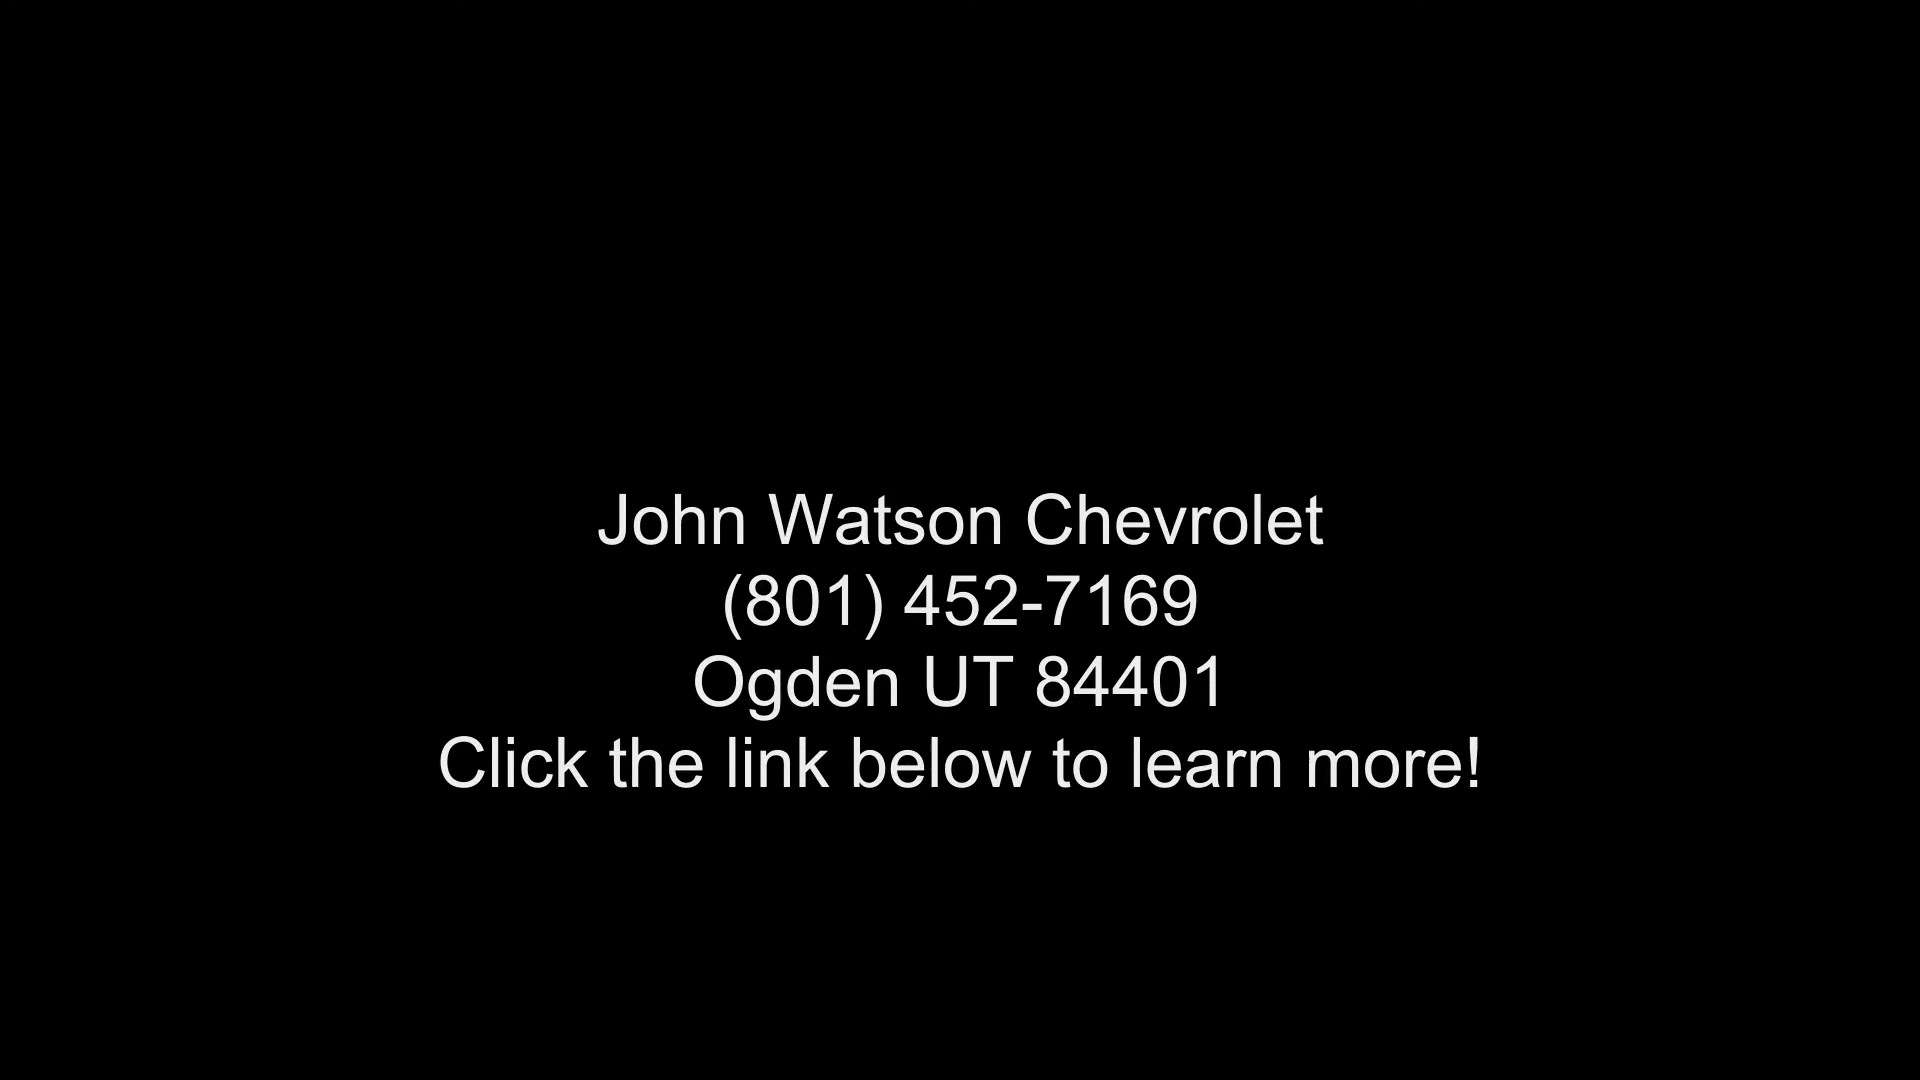 John Watson Chevrolet
(801) 452-7169
Ogden UT 84401
Click the link below to learn more!